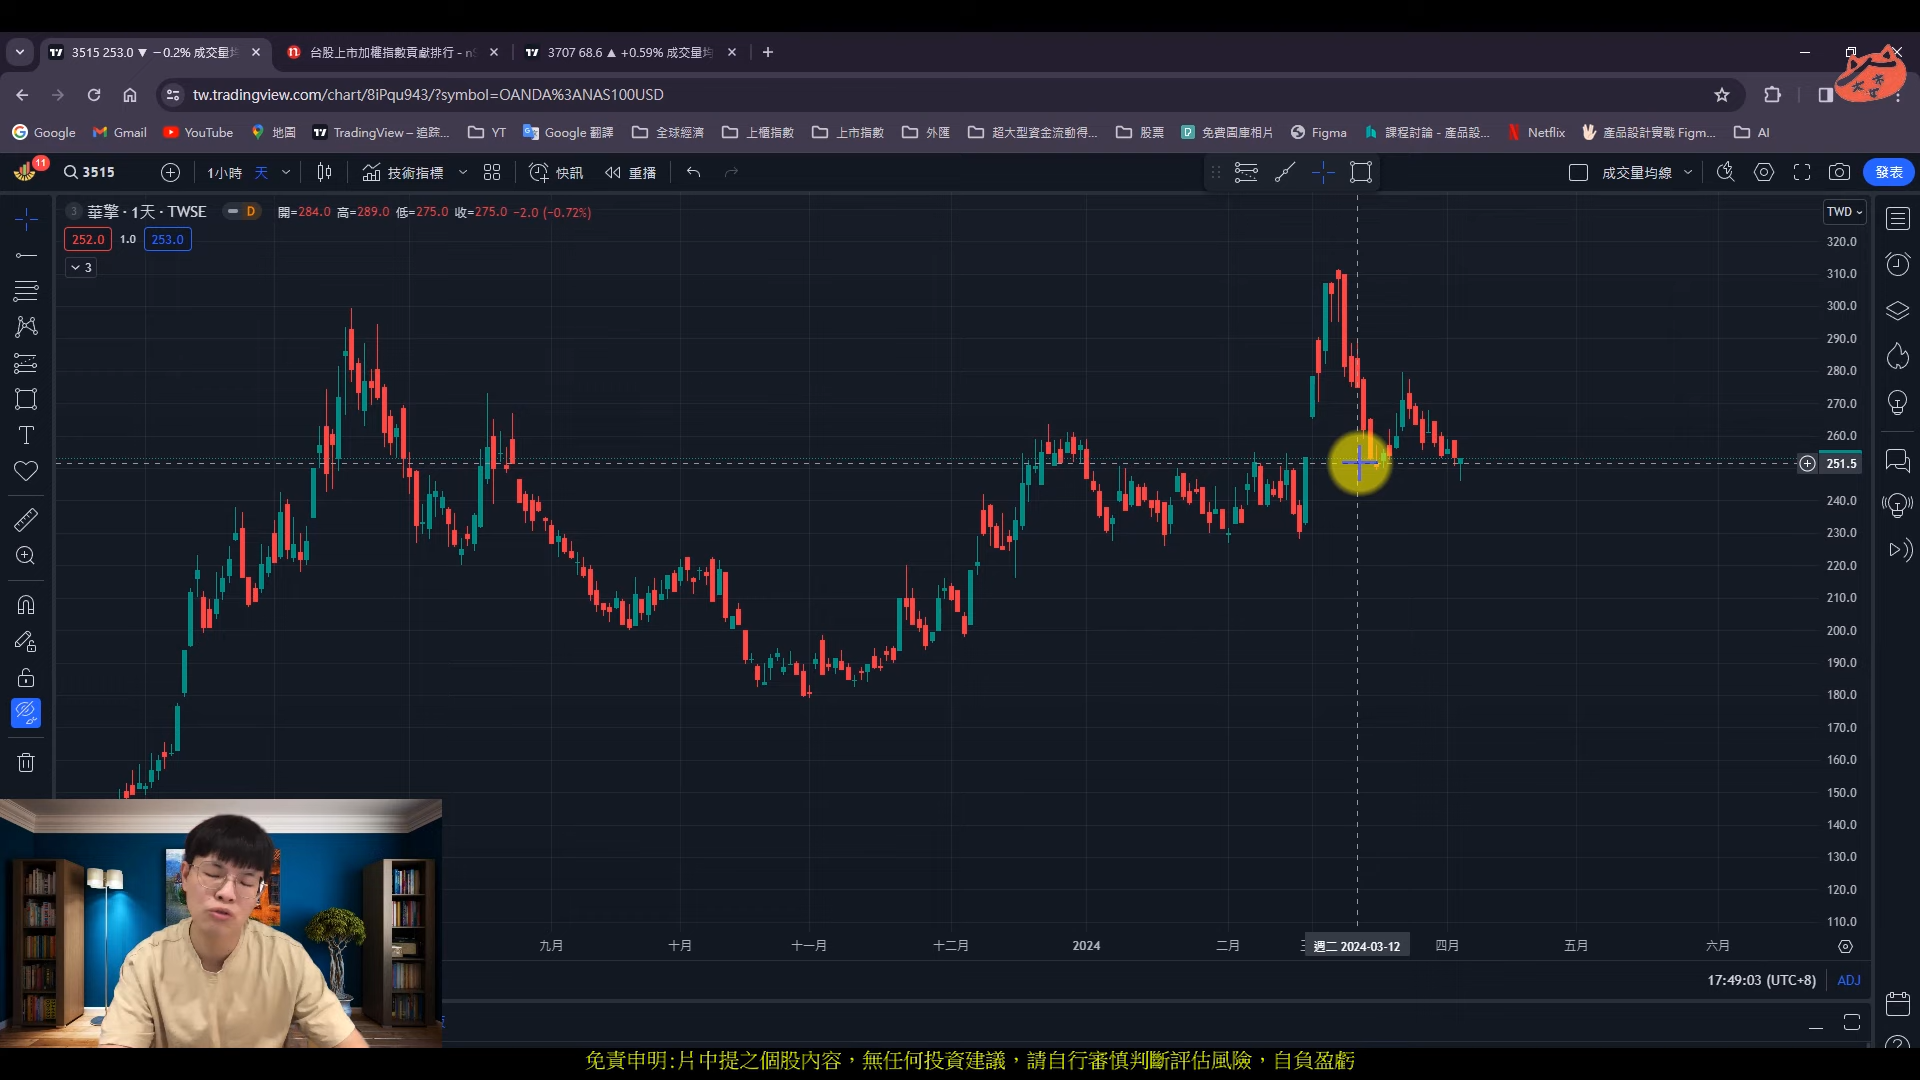 3515 253.0 ▼ −0.2% 成交量均
台股上市加權指數貢獻排行 - nS
3707 68.6 ▲ +0.59% 成交量均
tw.tradingview.com/chart/8iPqu943/?symbol=OANDA%3ANAS100USD
Google
Gmail
YouTube
地圖
TradingView – 追踪...
YT
Google 翻譯
全球經濟
上櫃指數
上市指數
外匯
超大型資金流動得...
股票
免費圖庫相片
Figma
課程討論 - 產品設...
Netflix
產品設計實戰 Figm...
AI
11
3515
1小時
天
技術指標
快訊
重播
成交量均線
發表
3
華擎 · 1天 · TWSE
D
開=284.0 高=289.0 低=275.0 收=275.0 −2.0 (−0.72%)
TWD
252.0
1.0
253.0
3
320.0
310.0
300.0
290.0
280.0
270.0
260.0
251.5
240.0
230.0
220.0
210.0
200.0
190.0
180.0
170.0
160.0
150.0
140.0
130.0
120.0
110.0
九月
十月
十一月
十二月
2024
二月
週二 2024-03-12
四月
五月
六月
17:49:03 (UTC+8)
ADJ
免責申明:片中提之個股內容，無任何投資建議，請自行審慎判斷評估風險，自負盈虧